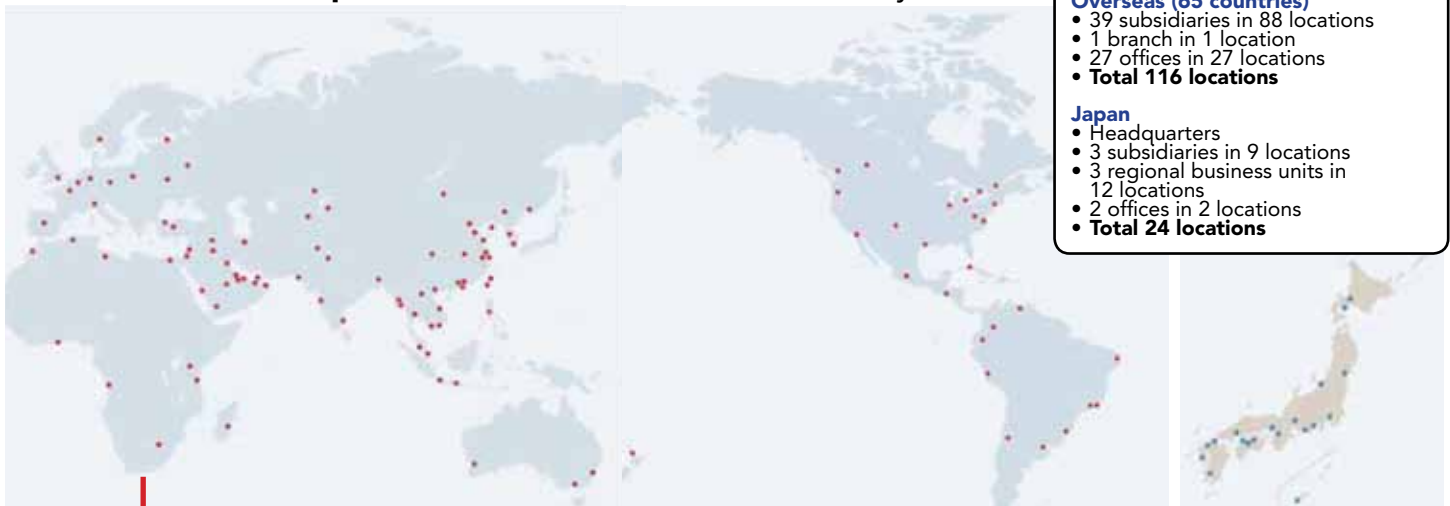 Overseas (65 countries)
• 39 subsidiaries in 88 locations
• 1 branch in 1 location
• 27 offices in 27 locations
• Total 116 locations
Japan
• Headquarters
• 3 subsidiaries in 9 locations
• 3 regional business units in
12 locations
• 2 offices in 2 locations
• Total 24 locations